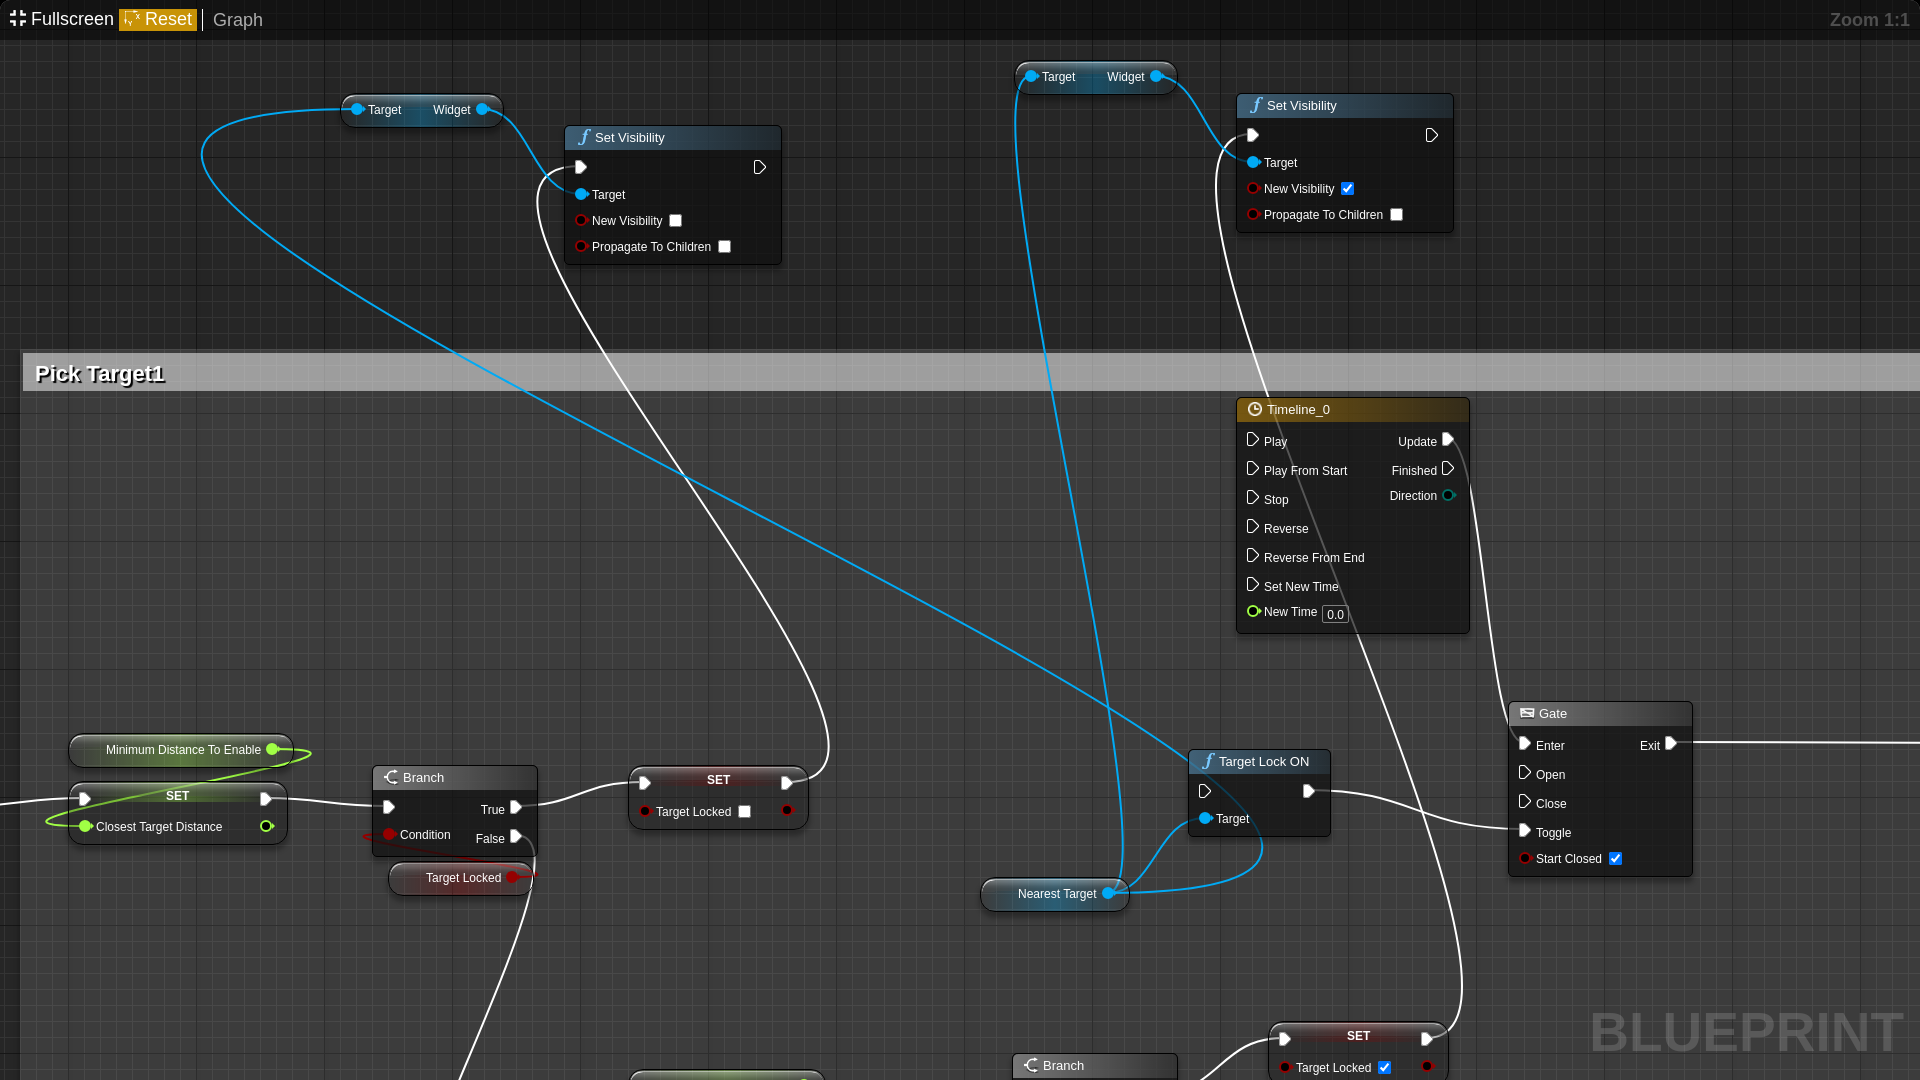 Fullscreen Reset Graph Zoom 1:1
Target Widget
Set Visibility
Target
New Visibility
Propagate To Children
Target Widget
Set Visibility
Target
New Visibility
Propagate To Children
Pick Target1
Timeline_0
Play Update
Play From Start Finished
Stop Direction
Reverse
Reverse From End
Set New Time
New Time 0.0
Minimum Distance To Enable
SET
Closest Target Distance
Branch
True
Condition False
Target Locked
SET
Target Locked
Target Lock ON
Target
Nearest Target
Gate
Enter Exit
Open
Close
Toggle
Start Closed
Branch
SET
Target Locked
BLUEPRINT